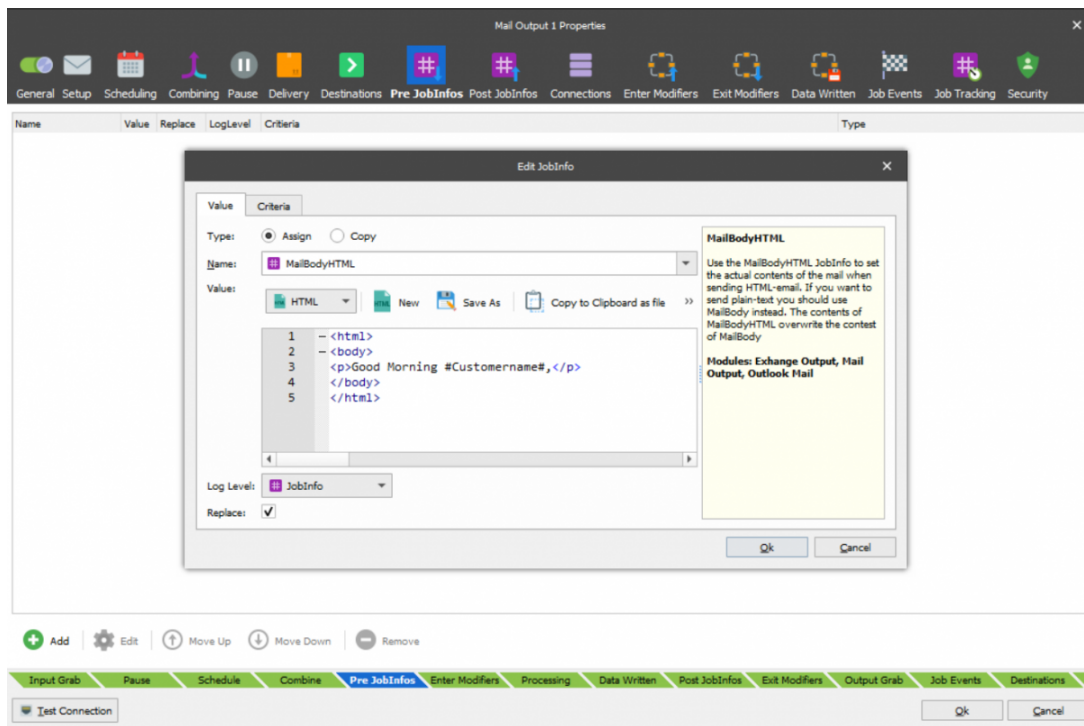 Mail Output 1 Properties
General Setup Scheduling Combining Pause Delivery Destinations Pre JobInfos Post JobInfos Connections Enter Modifiers Exit Modifiers Data Written Job Events Job Tracking Security
Name Value Replace LogLevel Critieria Type
Edit JobInfo
Value Criteria
Type: Assign Copy
Name: # MailBodyHTML
Value:
HTML New Save As Copy to Clipboard as file »
1 <html>
2 <body>
3 <p>Good Morning #Customername#,</p>
4 </body>
5 </html>
Log Level: # JobInfo
Replace:
MailBodyHTML
Use the MailBodyHTML JobInfo to set
the actual contents of the mail when
sending HTML-email. If you want to
send plain-text you should use
MailBody instead. The contents of
MailBodyHTML overwrite the contest
of MailBody
Modules: Exhange Output, Mail
Output, Outlook Mail
Ok Cancel
Add Edit Move Up Move Down Remove
Input Grab Pause Schedule Combine Pre JobInfos Enter Modifiers Processing Data Written Post JobInfos Exit Modifiers Output Grab Job Events Destinations
Test Connection Ok Cancel